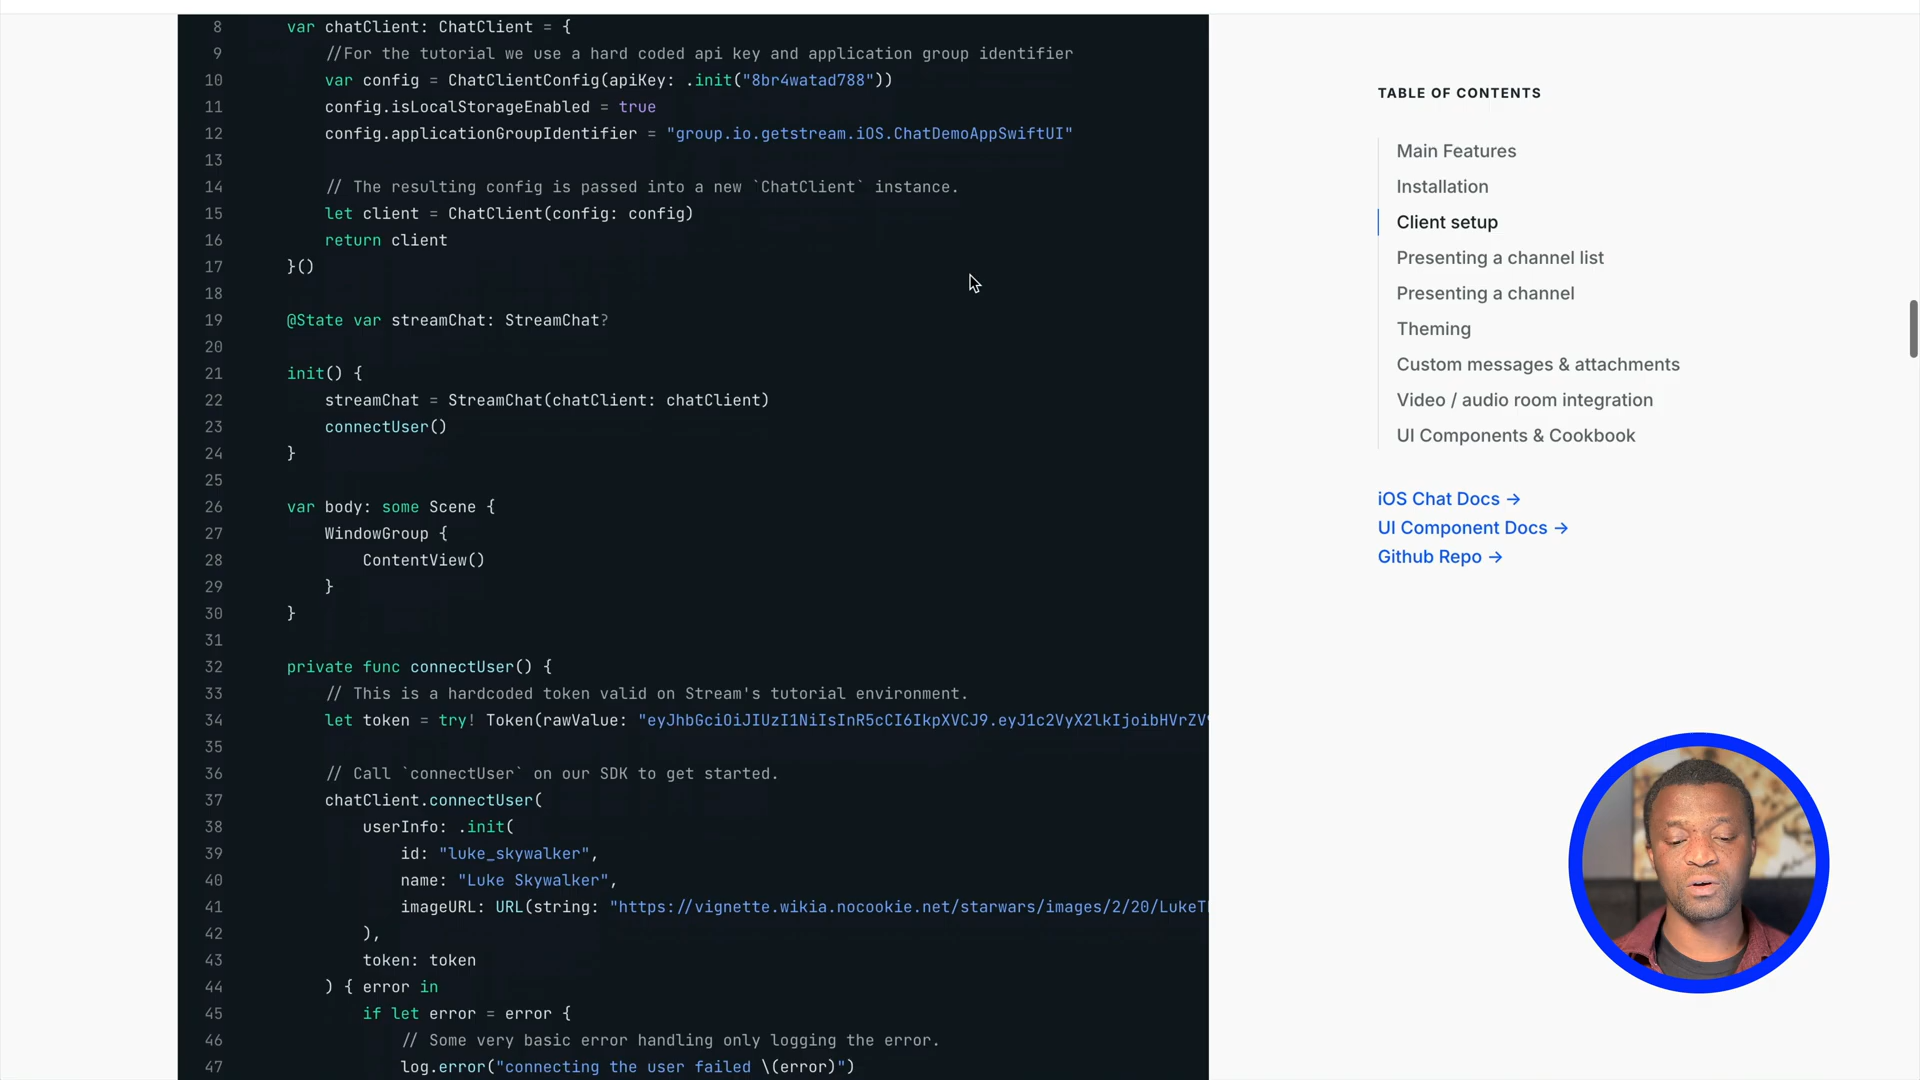 8 var chatClient: ChatClient = {
9 //For the tutorial we use a hard coded api key and application group identifier
10 var config = ChatClientConfig(apiKey: .init("8br4watad788"))
11 config.isLocalStorageEnabled = true
12 config.applicationGroupIdentifier = "group.io.getstream.iOS.ChatDemoAppSwiftUI"
13
14 // The resulting config is passed into a new `ChatClient` instance.
15 let client = ChatClient(config: config)
16 return client
17 }()
18
19 @State var streamChat: StreamChat?
20
21 init() {
22 streamChat = StreamChat(chatClient: chatClient)
23 connectUser()
24 }
25
26 var body: some Scene {
27 WindowGroup {
28 ContentView()
29 }
30 }
31
32 private func connectUser() {
33 // This is a hardcoded token valid on Stream's tutorial environment.
34 let token = try! Token(rawValue: "eyJhbGciOiJIUzI1NiIsInR5cCI6IkpXVCJ9.eyJ1c2VyX2lkIjoibHVrZV
35
36 // Call `connectUser` on our SDK to get started.
37 chatClient.connectUser(
38 userInfo: .init(
39 id: "luke_skywalker",
40 name: "Luke Skywalker",
41 imageURL: URL(string: "https://vignette.wikia.nocookie.net/starwars/images/2/20/LukeT
42 ),
43 token: token
44 ) { error in
45 if let error = error {
46 // Some very basic error handling only logging the error.
47 log.error("connecting the user failed \(error)")
TABLE OF CONTENTS
Main Features
Installation
Client setup
Presenting a channel list
Presenting a channel
Theming
Custom messages & attachments
Video / audio room integration
UI Components & Cookbook
iOS Chat Docs →
UI Component Docs →
Github Repo →